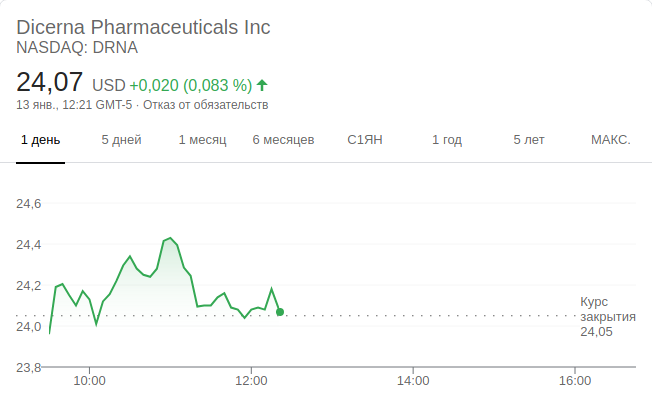 Dicerna Pharmaceuticals Inc
NASDAQ: DRNA
24,07 USD +0,020 (0,083 %)
13 янв., 12:21 GMT-5 · Отказ от обязательств
1 день 5 дней 1 месяц 6 месяцев С1ЯН 1 год 5 лет МАКС.
24,6
24,4
24,2
24,0
23,8
Курс
закрытия
24,05
10:00 12:00 14:00 16:00